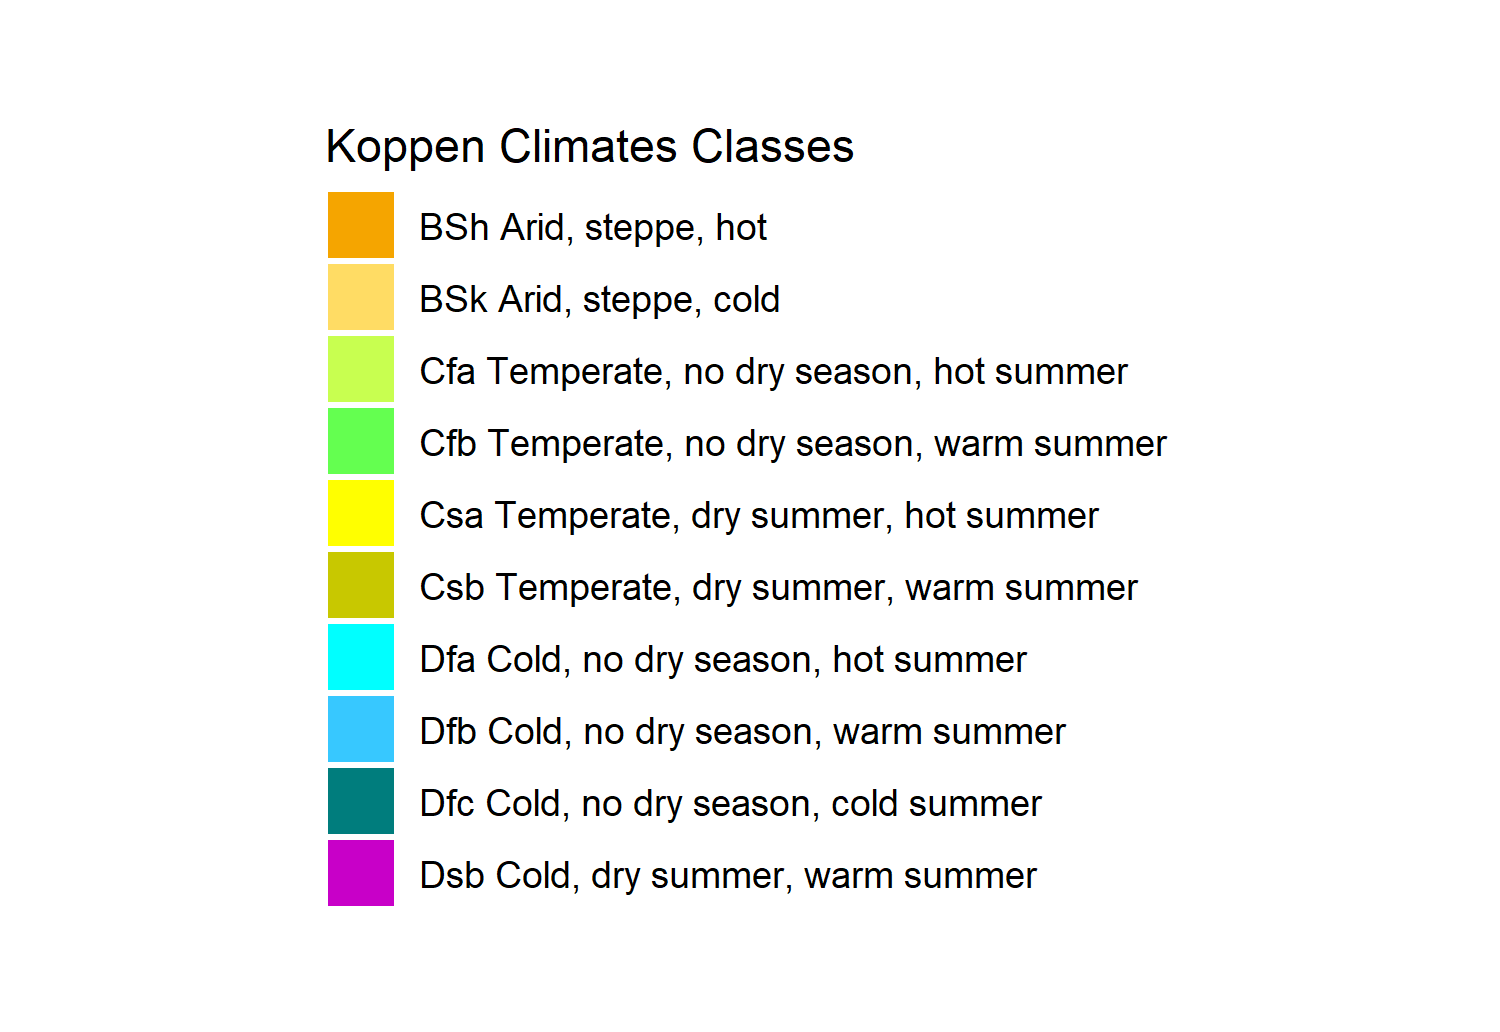 Koppen Climates Classes
BSh Arid, steppe, hot
BSk Arid, steppe, cold
Cfa Temperate, no dry season, hot summer
Cfb Temperate, no dry season, warm summer
Csa Temperate, dry summer, hot summer
Csb Temperate, dry summer, warm summer
Dfa Cold, no dry season, hot summer
Dfb Cold, no dry season, warm summer
Dfc Cold, no dry season, cold summer
Dsb Cold, dry summer, warm summer